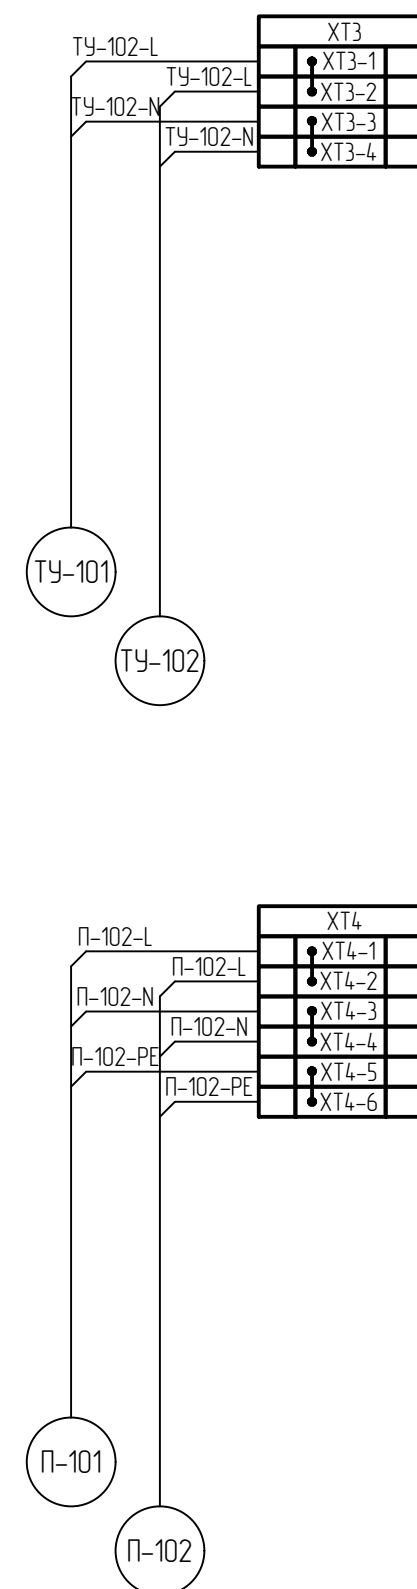 ХТ3
ТУ-102-L
ХТ3-1
ТУ-102-L
ХТ3-2
ТУ-102-N
ХТ3-3
ТУ-102-N
ХТ3-4
ТУ-101
ТУ-102
ХТ4
П-102-L
ХТ4-1
П-102-L
ХТ4-2
П-102-N
ХТ4-3
П-102-N
ХТ4-4
П-102-PE
ХТ4-5
П-102-PE
ХТ4-6
П-101
П-102